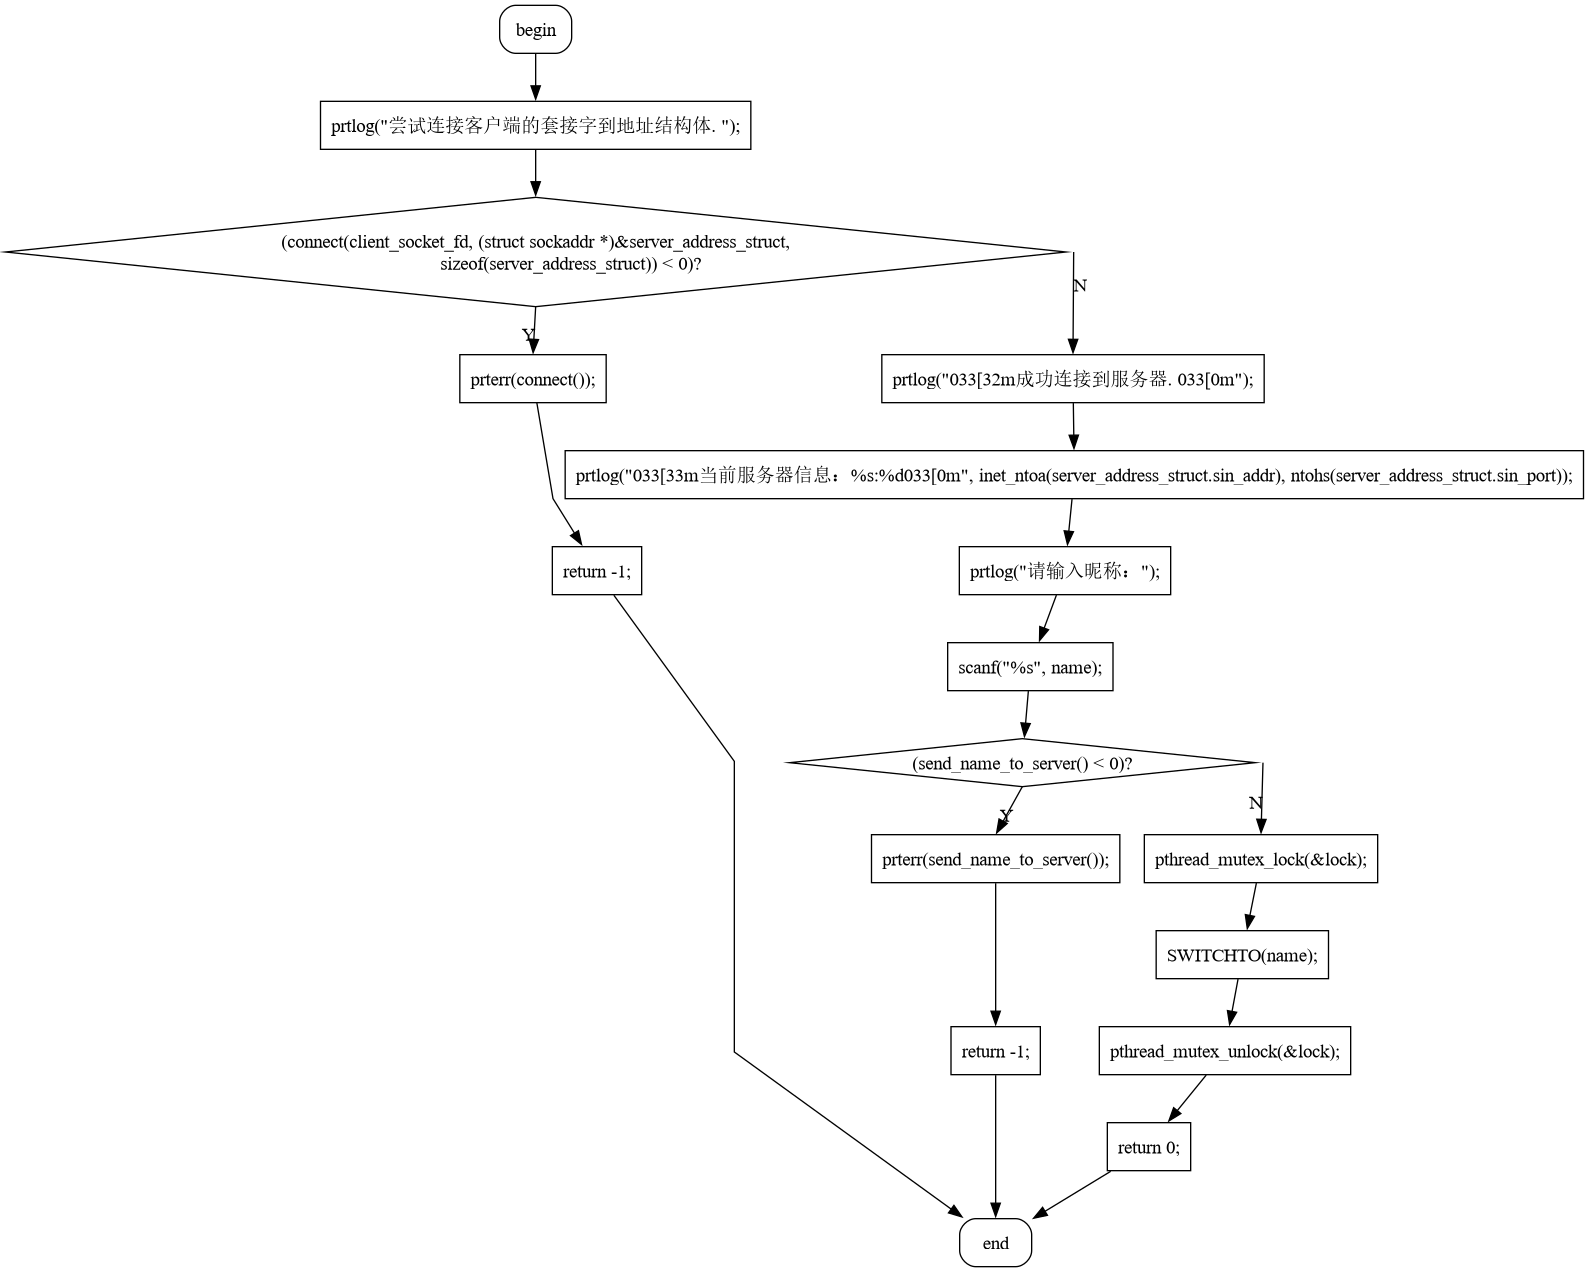 begin
prtlog("尝试连接客户端的套接字到地址结构体. ");
(connect(client_socket_fd, (struct sockaddr *)&server_address_struct,
sizeof(server_address_struct)) < 0)?
N
Y
prterr(connect());
prtlog("033[32m成功连接到服务器. 033[0m");
prtlog("033[33m当前服务器信息：%s:%d033[0m", inet_ntoa(server_address_struct.sin_addr), ntohs(server_address_struct.sin_port));
return -1;
prtlog("请输入昵称：");
scanf("%s", name);
(send_name_to_server() < 0)?
Y
N
prterr(send_name_to_server());
pthread_mutex_lock(&lock);
SWITCHTO(name);
return -1;
pthread_mutex_unlock(&lock);
return 0;
end